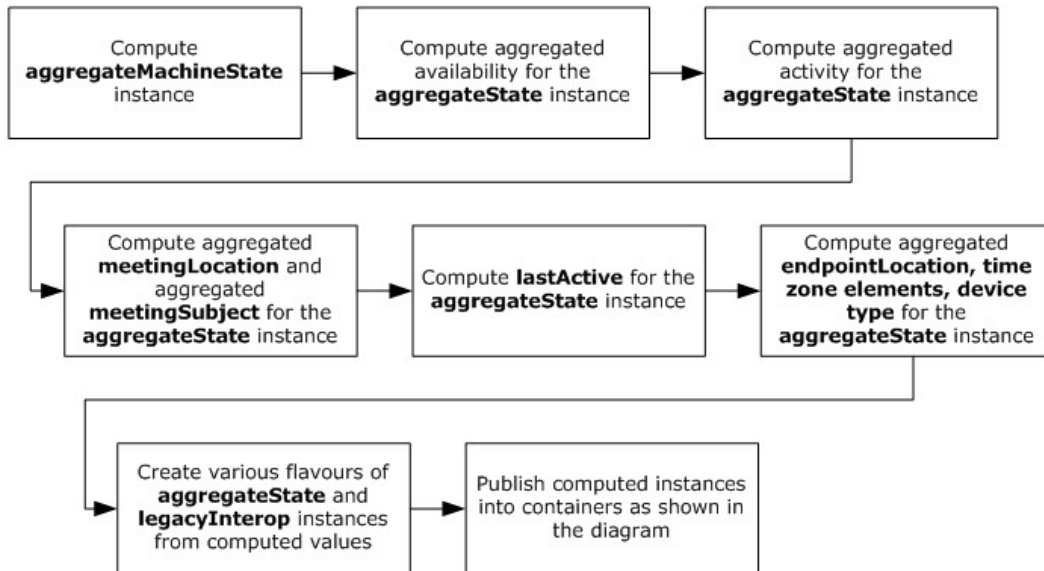 Compute
aggregateMachineState
instance
Compute aggregated
availability for the
aggregateState instance
Compute aggregated
activity for the
aggregateState instance
Compute aggregated
meetingLocation and
aggregated
meetingSubject for the
aggregateState instance
Compute lastActive for the
aggregateState instance
Compute aggregated
endpointLocation, time
zone elements, device
type for the
aggregateState instance
Create various flavours of
aggregateState and
legacyInterop instances
from computed values
Publish computed instances
into containers as shown in
the diagram